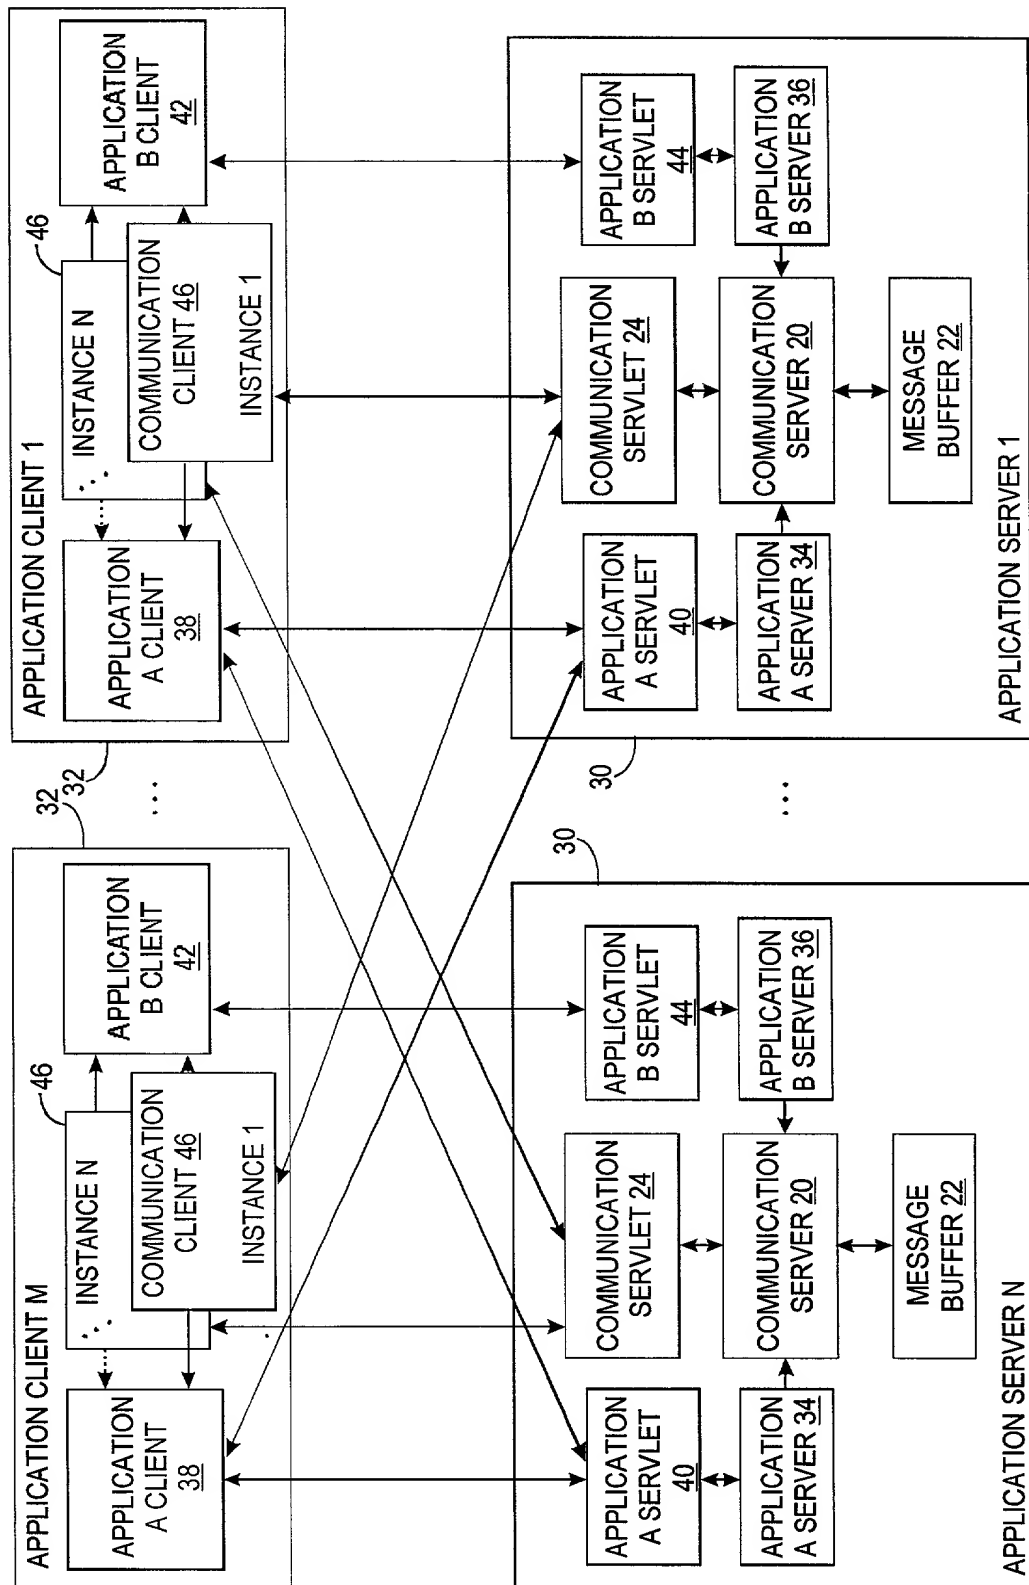 APPLICATION CLIENT M
APPLICATION
A CLIENT
38
INSTANCE N
...
COMMUNICATION
CLIENT 46
INSTANCE 1
46
APPLICATION
B CLIENT
42
32
...
32
APPLICATION CLIENT 1
APPLICATION
A CLIENT
38
INSTANCE N
...
COMMUNICATION
CLIENT 46
INSTANCE 1
46
APPLICATION
B CLIENT
42
APPLICATION
A SERVLET
40
APPLICATION
A SERVER 34
COMMUNICATION
SERVLET 24
COMMUNICATION
SERVER 20
MESSAGE
BUFFER 22
APPLICATION
B SERVLET
44
APPLICATION
B SERVER 36
APPLICATION SERVER N
30
...
30
APPLICATION
A SERVLET
40
APPLICATION
A SERVER 34
COMMUNICATION
SERVLET 24
COMMUNICATION
SERVER 20
MESSAGE
BUFFER 22
APPLICATION
B SERVLET
44
APPLICATION
B SERVER 36
APPLICATION SERVER 1